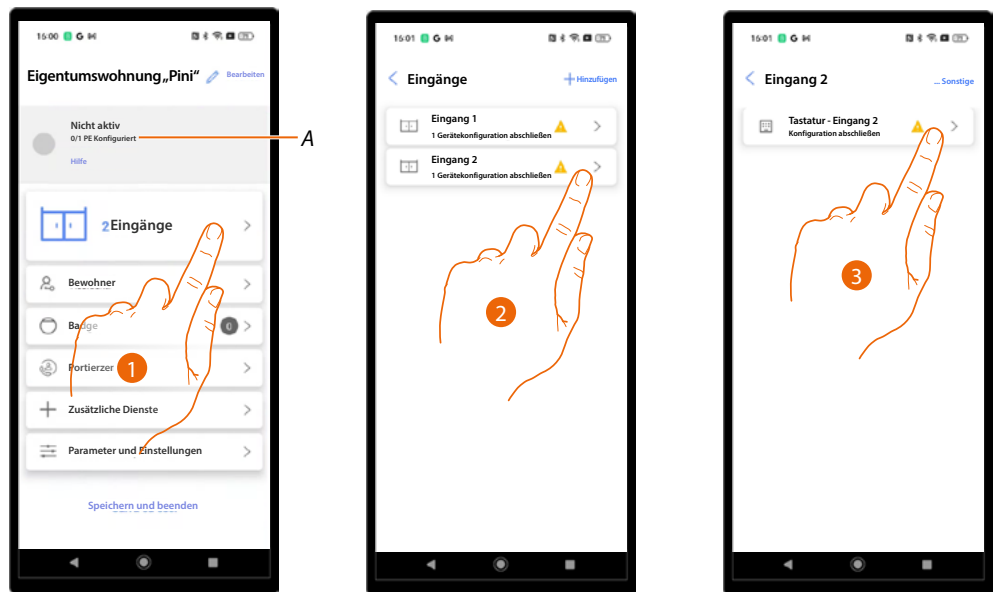 15:00 G
Eigentumswohnung„Pini“ Bearbeiten
Nicht aktiv
0/1 PE Konfiguriert
A
Hilfe
2Eingänge
Bewohner
Badge 0
Portierzer
1
Zusätzliche Dienste
Parameter und Einstellungen
Speichern und beenden
15:01 G
Eingänge
Hinzufügen
Eingang 1
1 Gerätekonfiguration abschließen
Eingang 2
1 Gerätekonfiguration abschließen
2
15:01 G
Eingang 2
... Sonstige
Tastatur - Eingang 2
Konfiguration abschließen
3